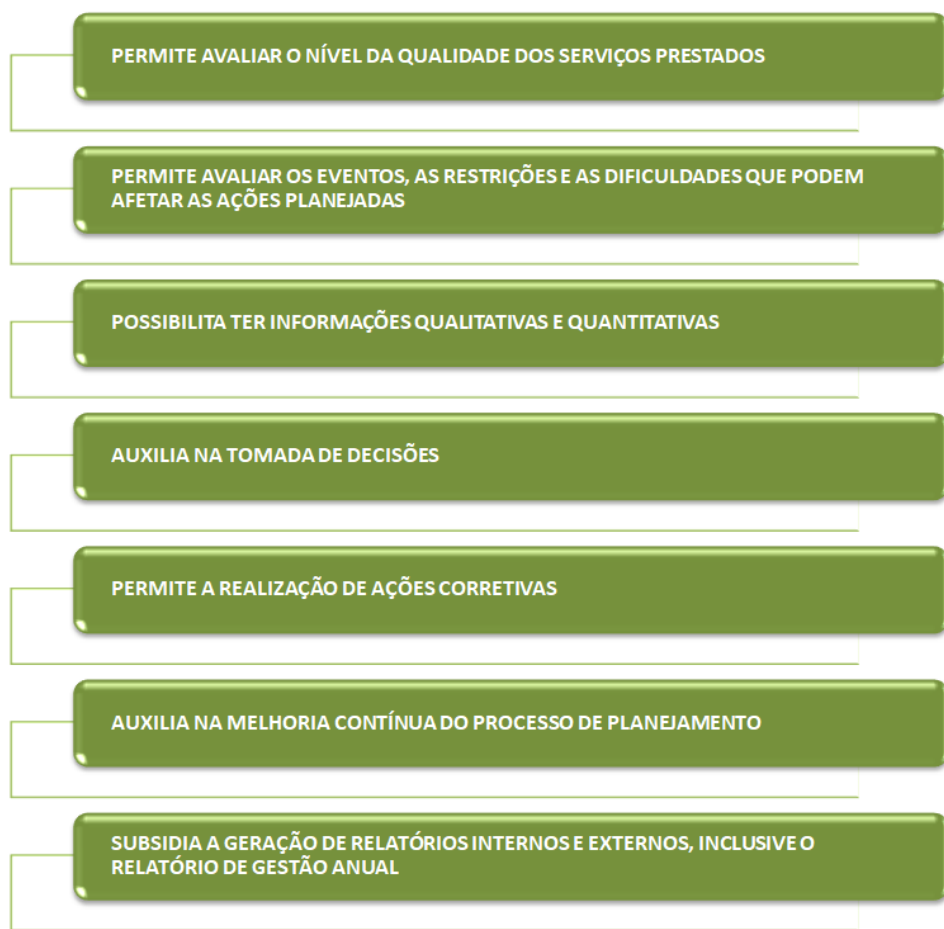 PERMITE AVALIAR O NÍVEL DA QUALIDADE DOS SERVIÇOS PRESTADOS
PERMITE AVALIAR OS EVENTOS, AS RESTRIÇÕES E AS DIFICULDADES QUE PODEM
AFETAR AS AÇÕES PLANEJADAS
POSSIBILITA TER INFORMAÇÕES QUALITATIVAS E QUANTITATIVAS
AUXILIA NA TOMADA DE DECISÕES
PERMITE A REALIZAÇÃO DE AÇÕES CORRETIVAS
AUXILIA NA MELHORIA CONTÍNUA DO PROCESSO DE PLANEJAMENTO
SUBSIDIA A GERAÇÃO DE RELATÓRIOS INTERNOS E EXTERNOS, INCLUSIVE O
RELATÓRIO DE GESTÃO ANUAL